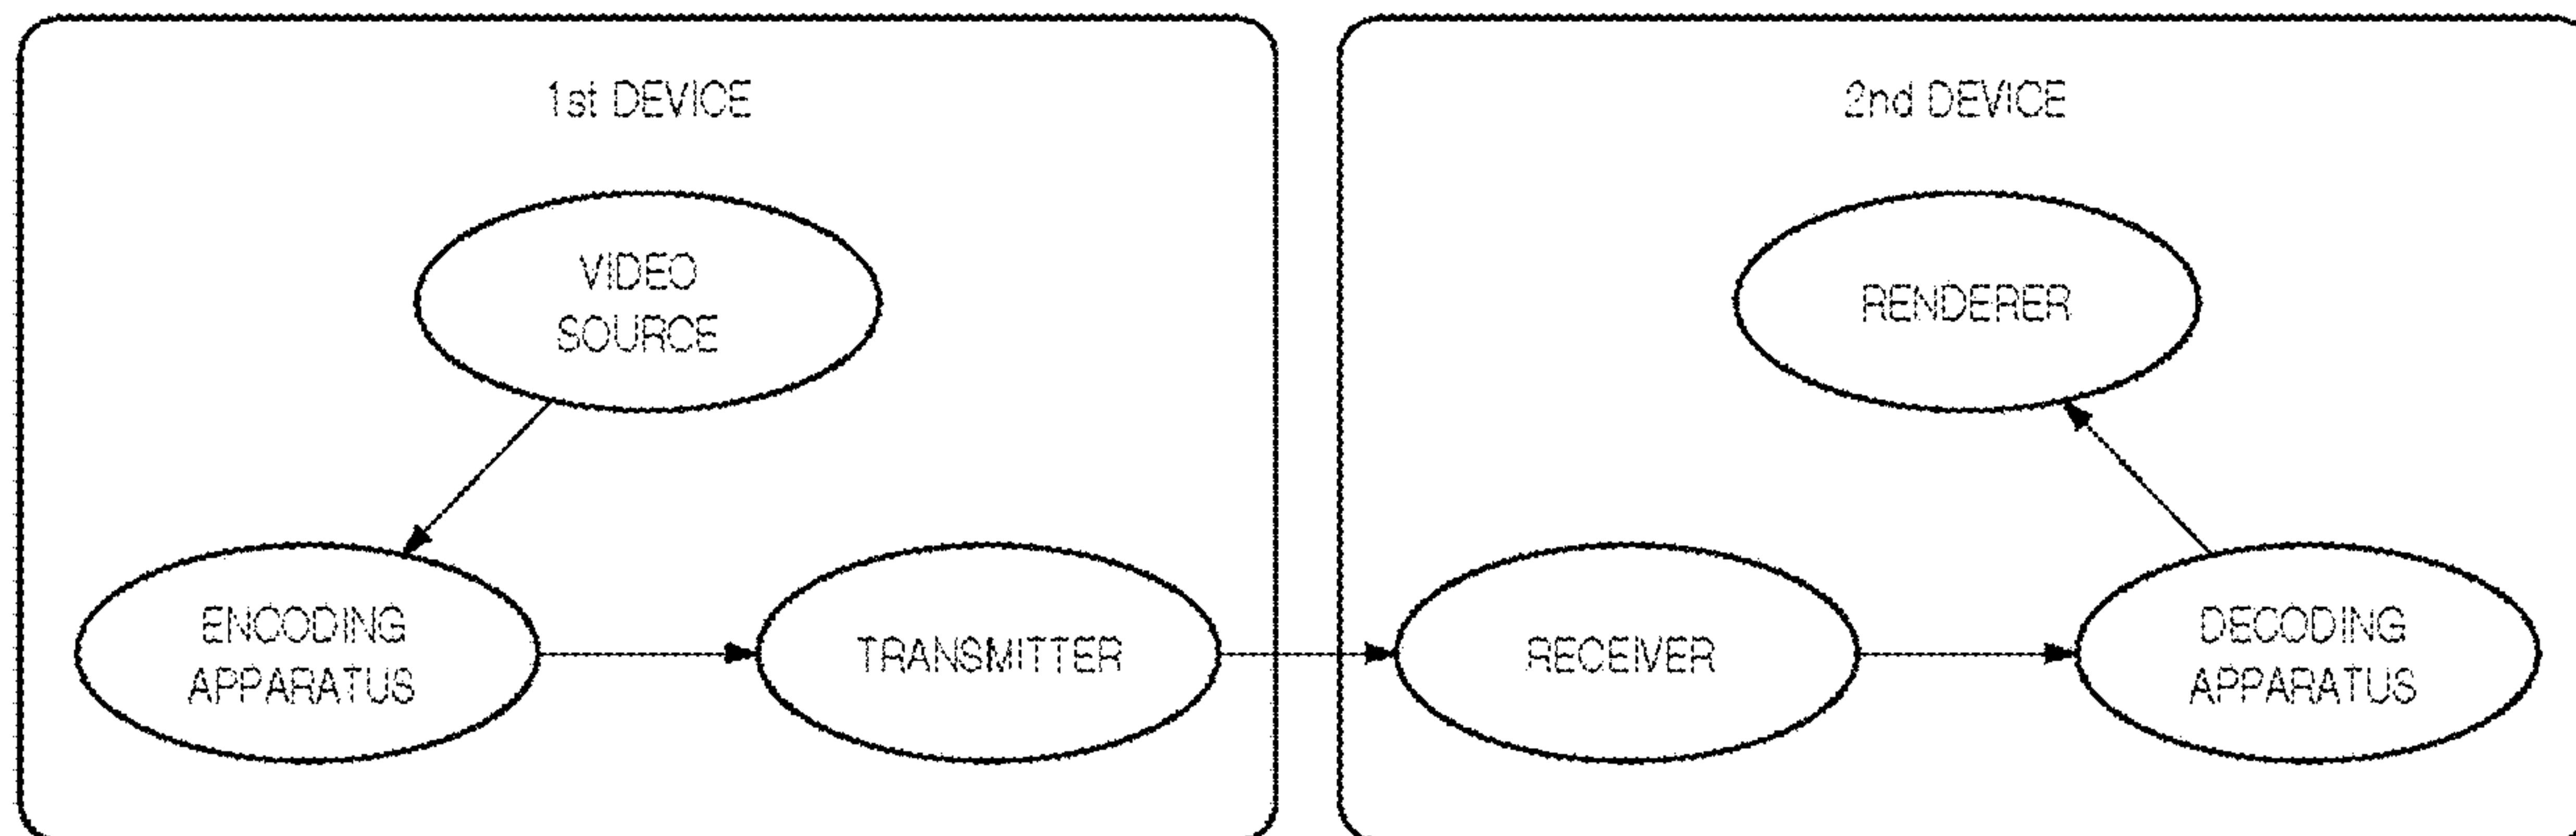 1st DEVICE
VIDEO
SOURCE
ENCODING
APPARATUS
TRANSMITTER
2nd DEVICE
RENDERER
RECEIVER
DECODING
APPARATUS